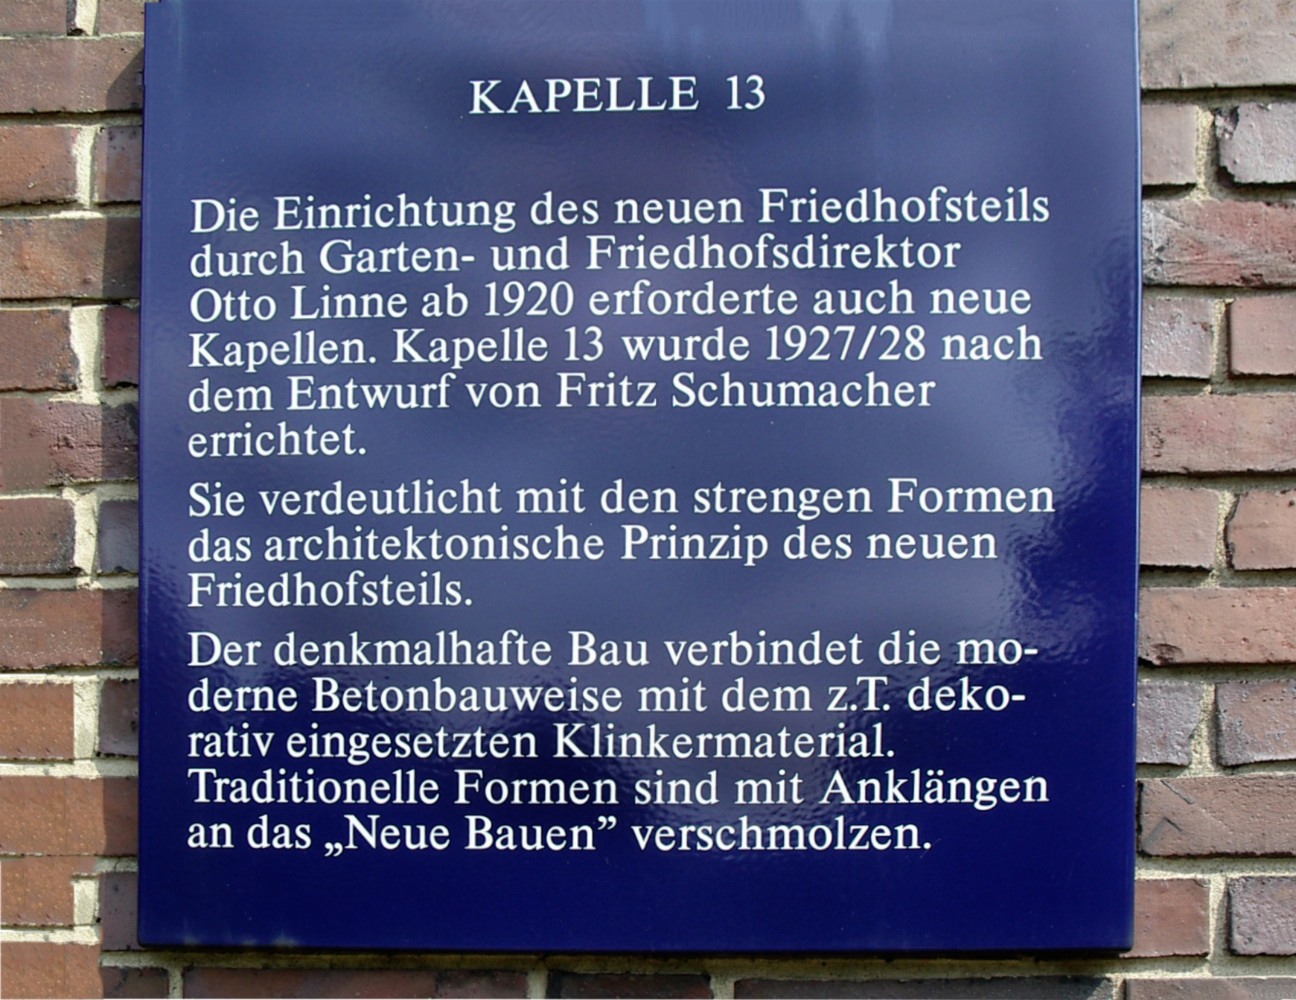 KAPELLE 13
Die Einrichtung des neuen Friedhofsteils
durch Garten- und Friedhofsdirektor
Otto Linne ab 1920 erforderte auch neue
Kapellen. Kapelle 13 wurde 1927/28 nach
dem Entwurf von Fritz Schumacher
errichtet.
Sie verdeutlicht mit den strengen Formen
das architektonische Prinzip des neuen
Friedhofsteils.
Der denkmalhafte Bau verbindet die mo-
derne Betonbauweise mit dem z.T. deko-
rativ eingesetzten Klinkermaterial.
Traditionelle Formen sind mit Anklängen
an das „Neue Bauen” verschmolzen.